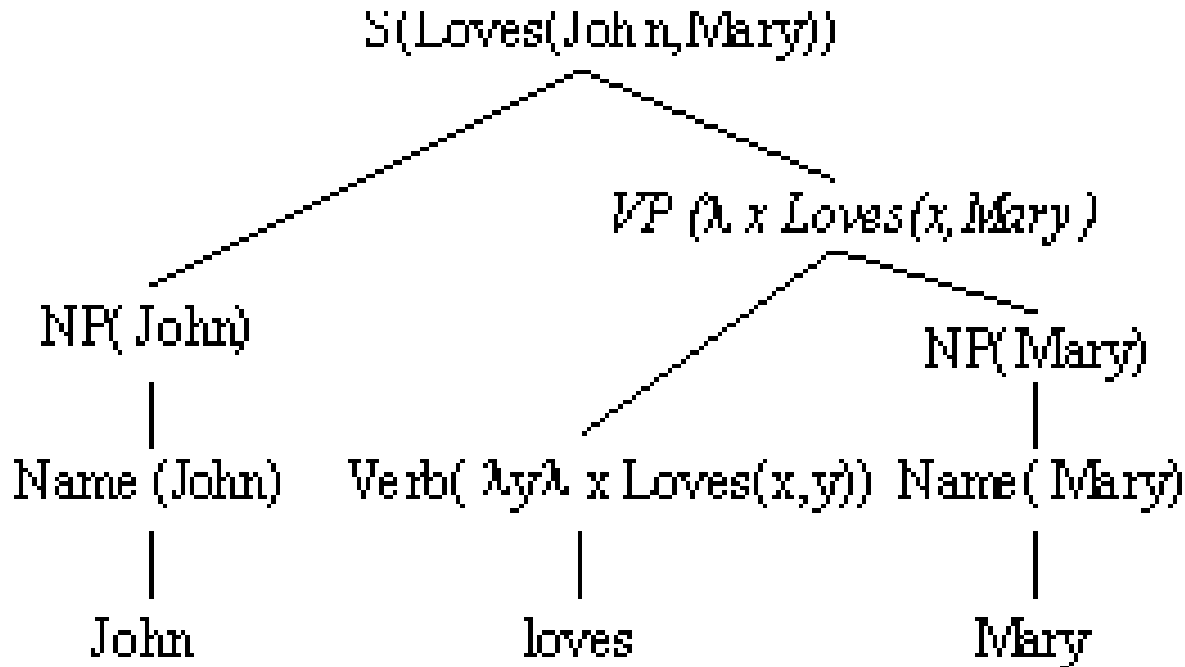 S(Loves(John,Mary))
VP (λ x Loves(x,Mary)
NP(John)
NP(Mary)
Name (John) Verb( λyλ x Loves(x,y)) Name( Mary)
John loves Mary